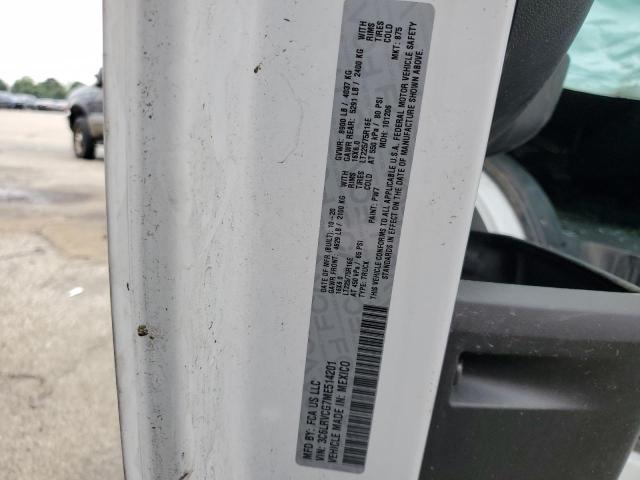 MFD BY: FCA US LLC
DATE OF MFR (BUILT): 10-20
GVWR: 8900 LB / 4037 KG
GAWR FRONT: 4629 LB / 2100 KG WITH
16X6.0 RIMS
LT225/75R16E TIRES
AT 450 kPa / 65 PSI COLD
GAWR REAR: 5291 LB / 2400 KG WITH
16X6.0 RIMS
LT225/75R16E TIRES
AT 550 kPa / 80 PSI COLD
VIN: 3C6LRVCG7ME514201
TYPE: TRUCK
PAINT: PW7
MDH: 101206
MKT: 875
VEHICLE MADE IN: MEXICO
THIS VEHICLE CONFORMS TO ALL APPLICABLE U.S.A. FEDERAL MOTOR VEHICLE SAFETY
STANDARDS IN EFFECT ON THE DATE OF MANUFACTURE SHOWN ABOVE.